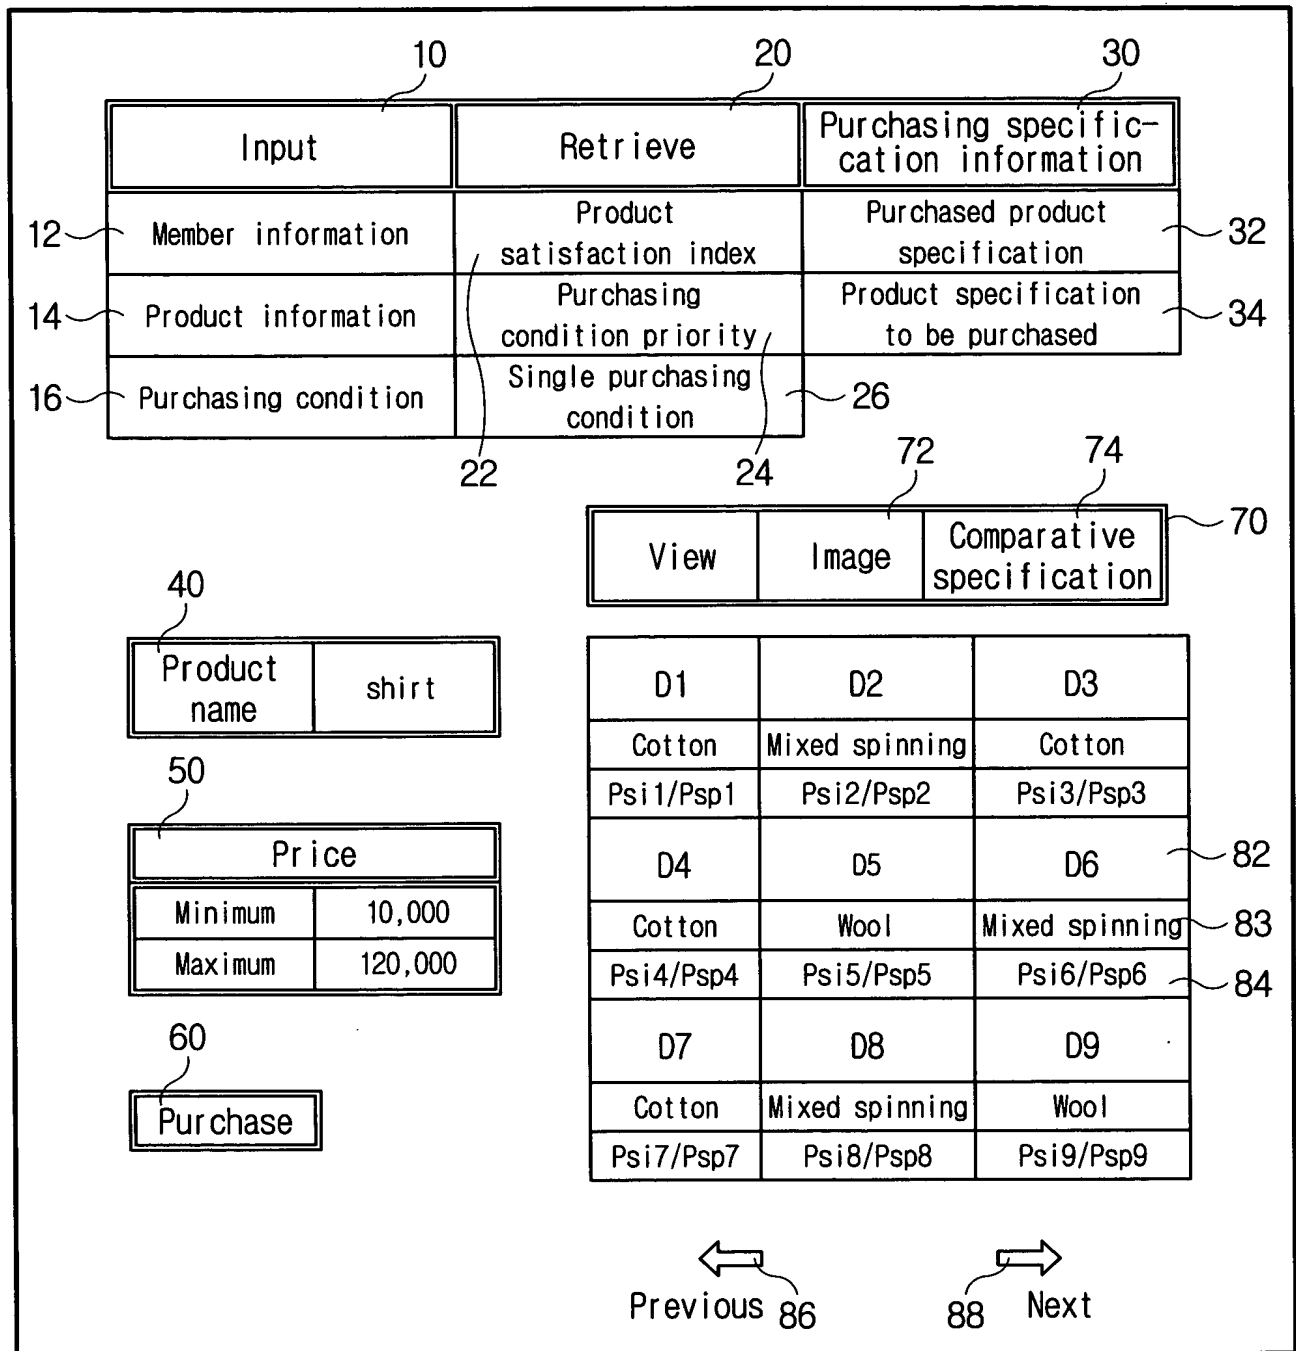 10
20
30
Input
Retrieve
Purchasing specific-
cation information
12
Member information
Product
satisfaction index
Purchased product
specification
32
14
Product information
Purchasing
condition priority
Product specification
to be purchased
34
16
Purchasing condition
Single purchasing
condition
26
22
24
72
74
70
View
Image
Comparative
specification
40
Product
name
shirt
50
Price
Minimum
10,000
Maximum
120,000
60
Purchase
D1
D2
D3
Cotton
Mixed spinning
Cotton
Psi1/Psp1
Psi2/Psp2
Psi3/Psp3
D4
D5
D6
82
Cotton
Wool
Mixed spinning
83
Psi4/Psp4
Psi5/Psp5
Psi6/Psp6
84
D7
D8
D9
Cotton
Mixed spinning
Wool
Psi7/Psp7
Psi8/Psp8
Psi9/Psp9
Previous
86
88
Next